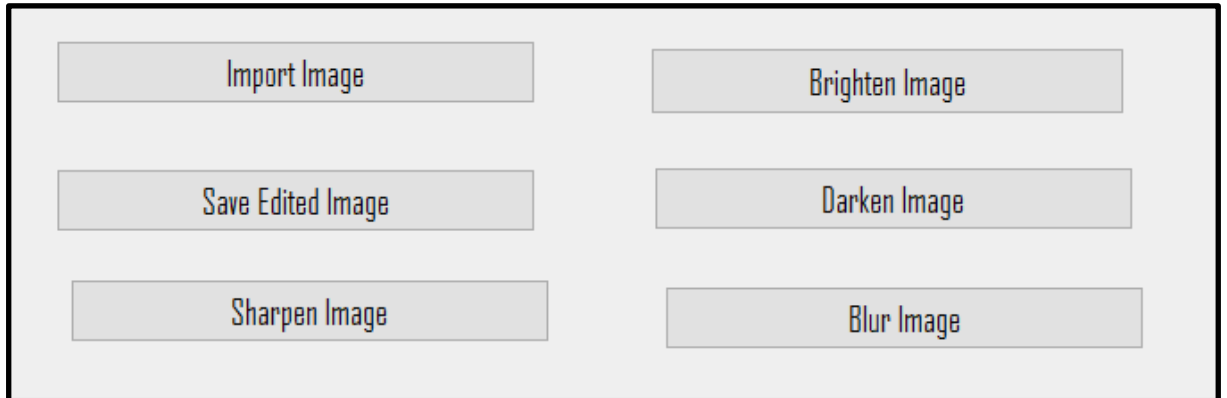 Import Image
Brighten Image
Save Edited Image
Darken Image
Sharpen Image
Blur Image